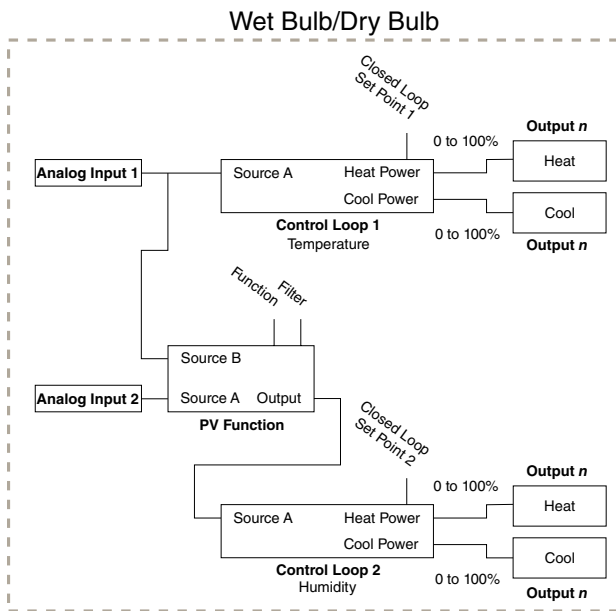 Wet Bulb/Dry Bulb
Closed Loop
Set Point 1
0 to 100%
Output n
Analog Input 1
Source A
Heat Power
Heat
Cool Power
Cool
Control Loop 1
Temperature
0 to 100%
Output n
Function
Filter
Source B
Analog Input 2
Source A
Output
PV Function
Closed Loop
Set Point 2
0 to 100%
Output n
Source A
Heat Power
Heat
Cool Power
Cool
Control Loop 2
Humidity
0 to 100%
Output n